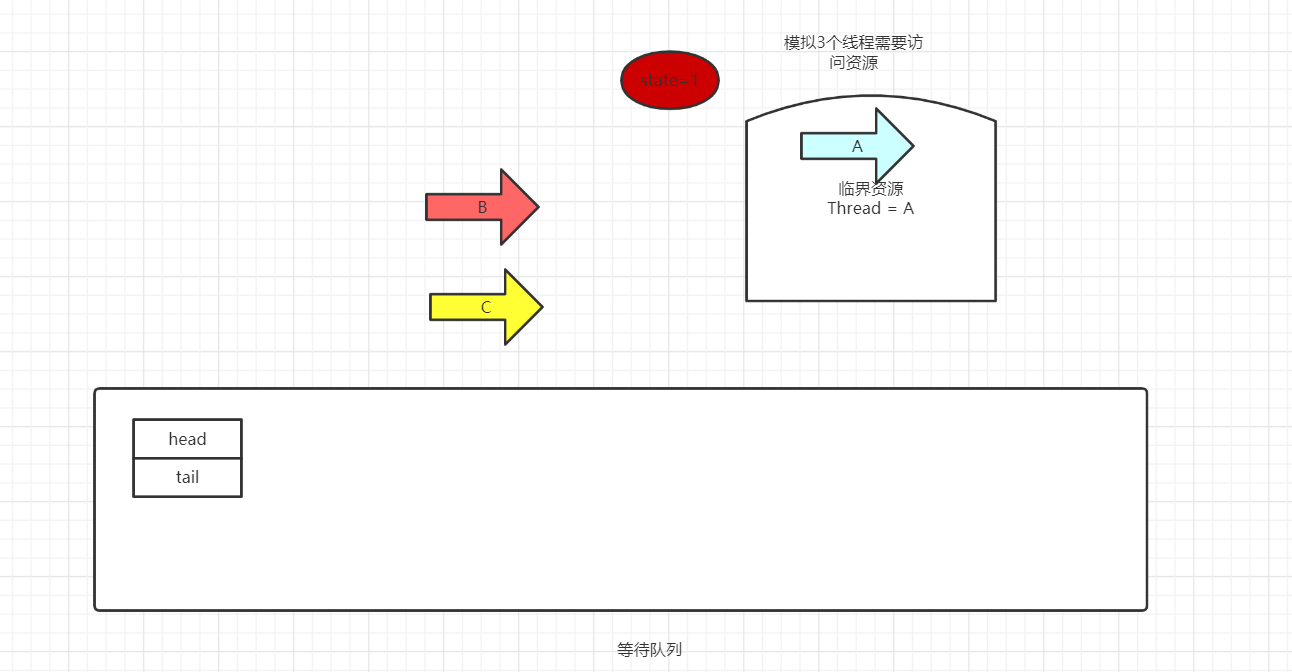 模拟3个线程需要访
问资源
state=1
A
临界资源
Thread = A
B
C
head
tail
等待队列